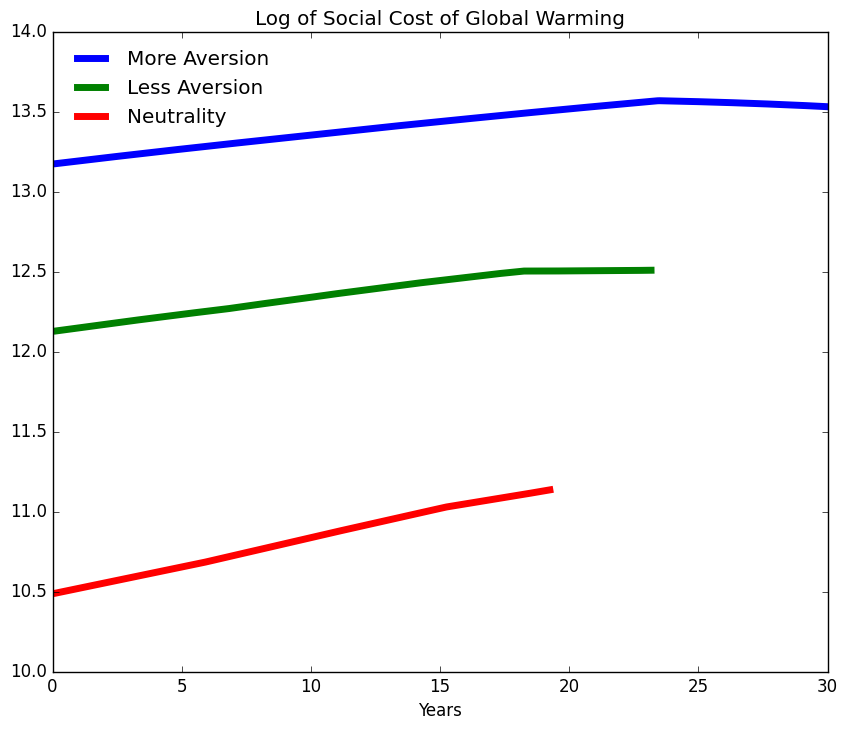 Log of Social Cost of Global Warming
14.0
More Aversion
Less Aversion
Neutrality
13.5
13.0
12.5
12.0
11.5
11.0
10.5
10.0
0 5 10 15 20 25 30
Years